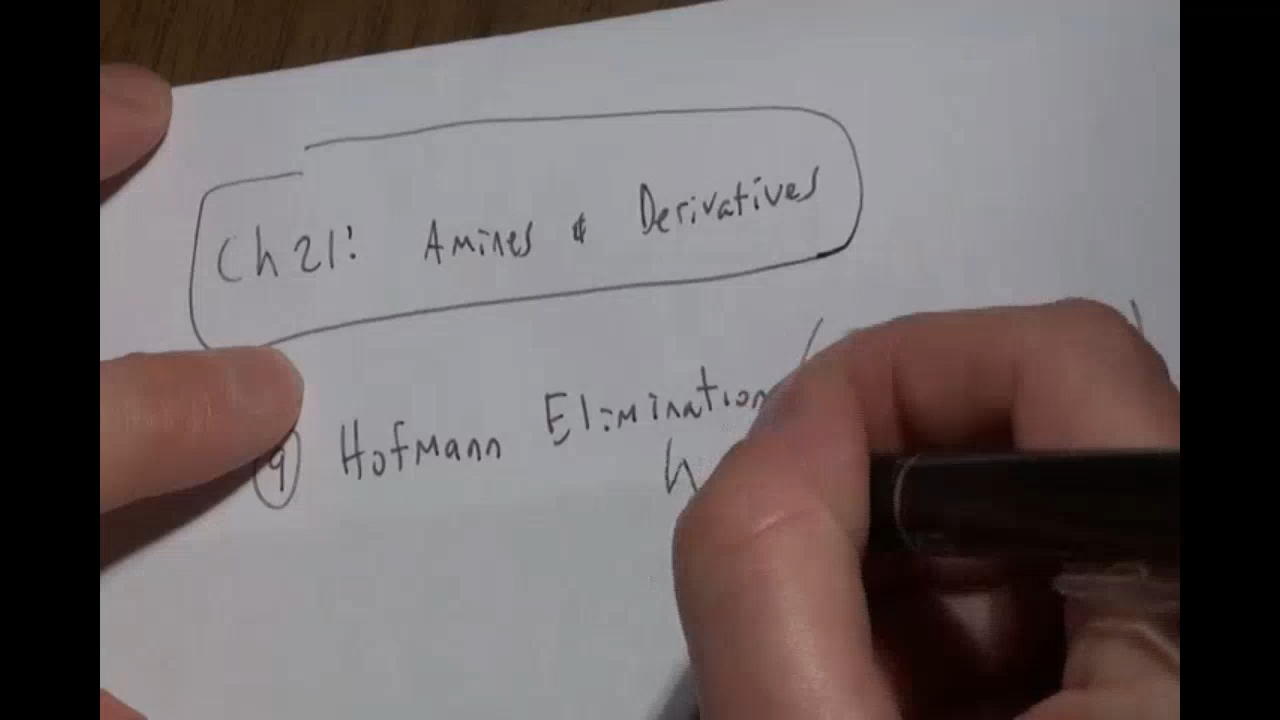 Ch 21: Amines & Derivatives
9) Hofmann Elimination (